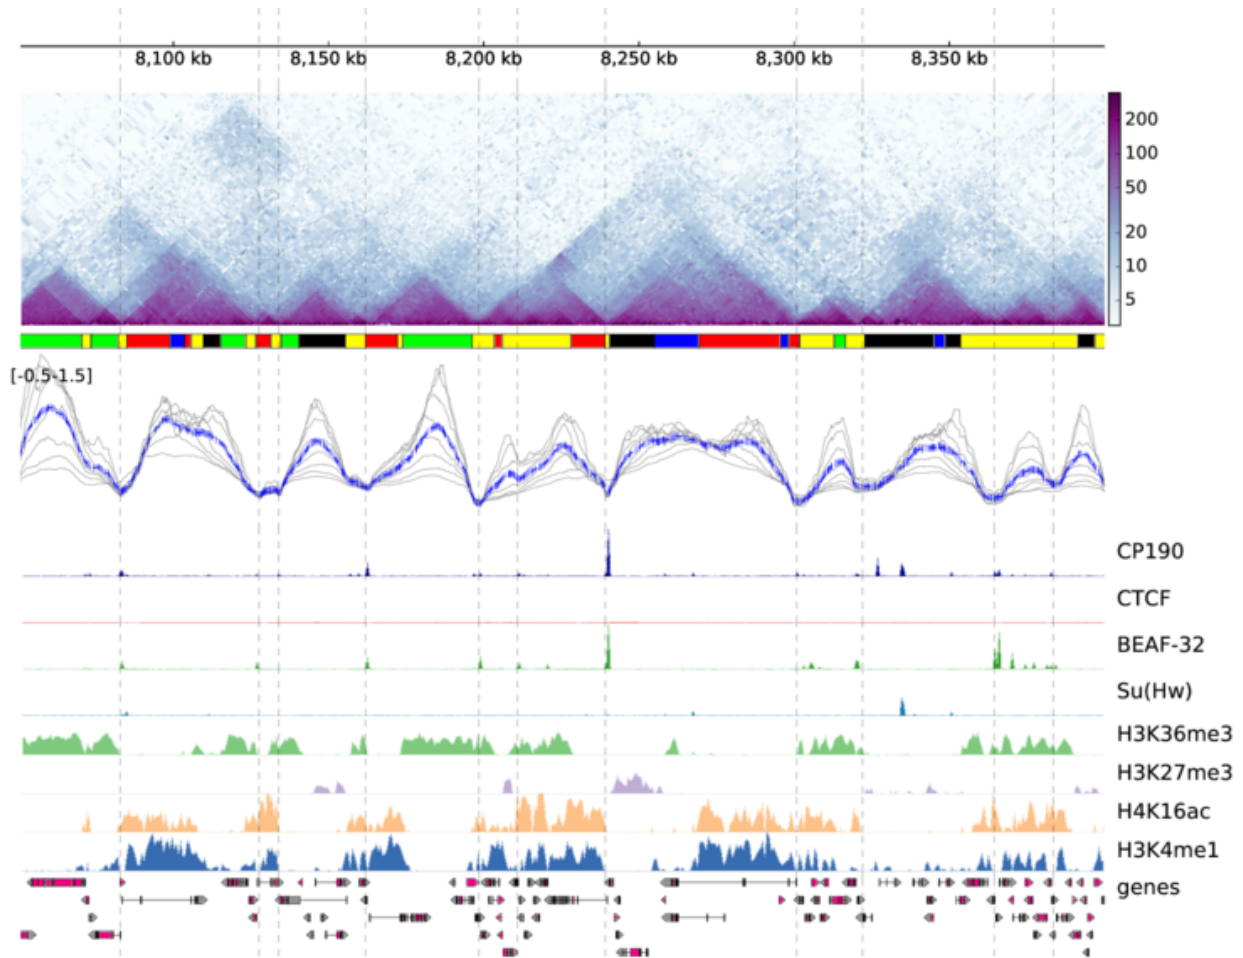 8,100 kb 8,150 kb 8,200 kb 8,250 kb 8,300 kb 8,350 kb
200
100
50
20
10
5
[-0.5-1.5]
CP190
CTCF
BEAF-32
Su(Hw)
H3K36me3
H3K27me3
H4K16ac
H3K4me1
genes